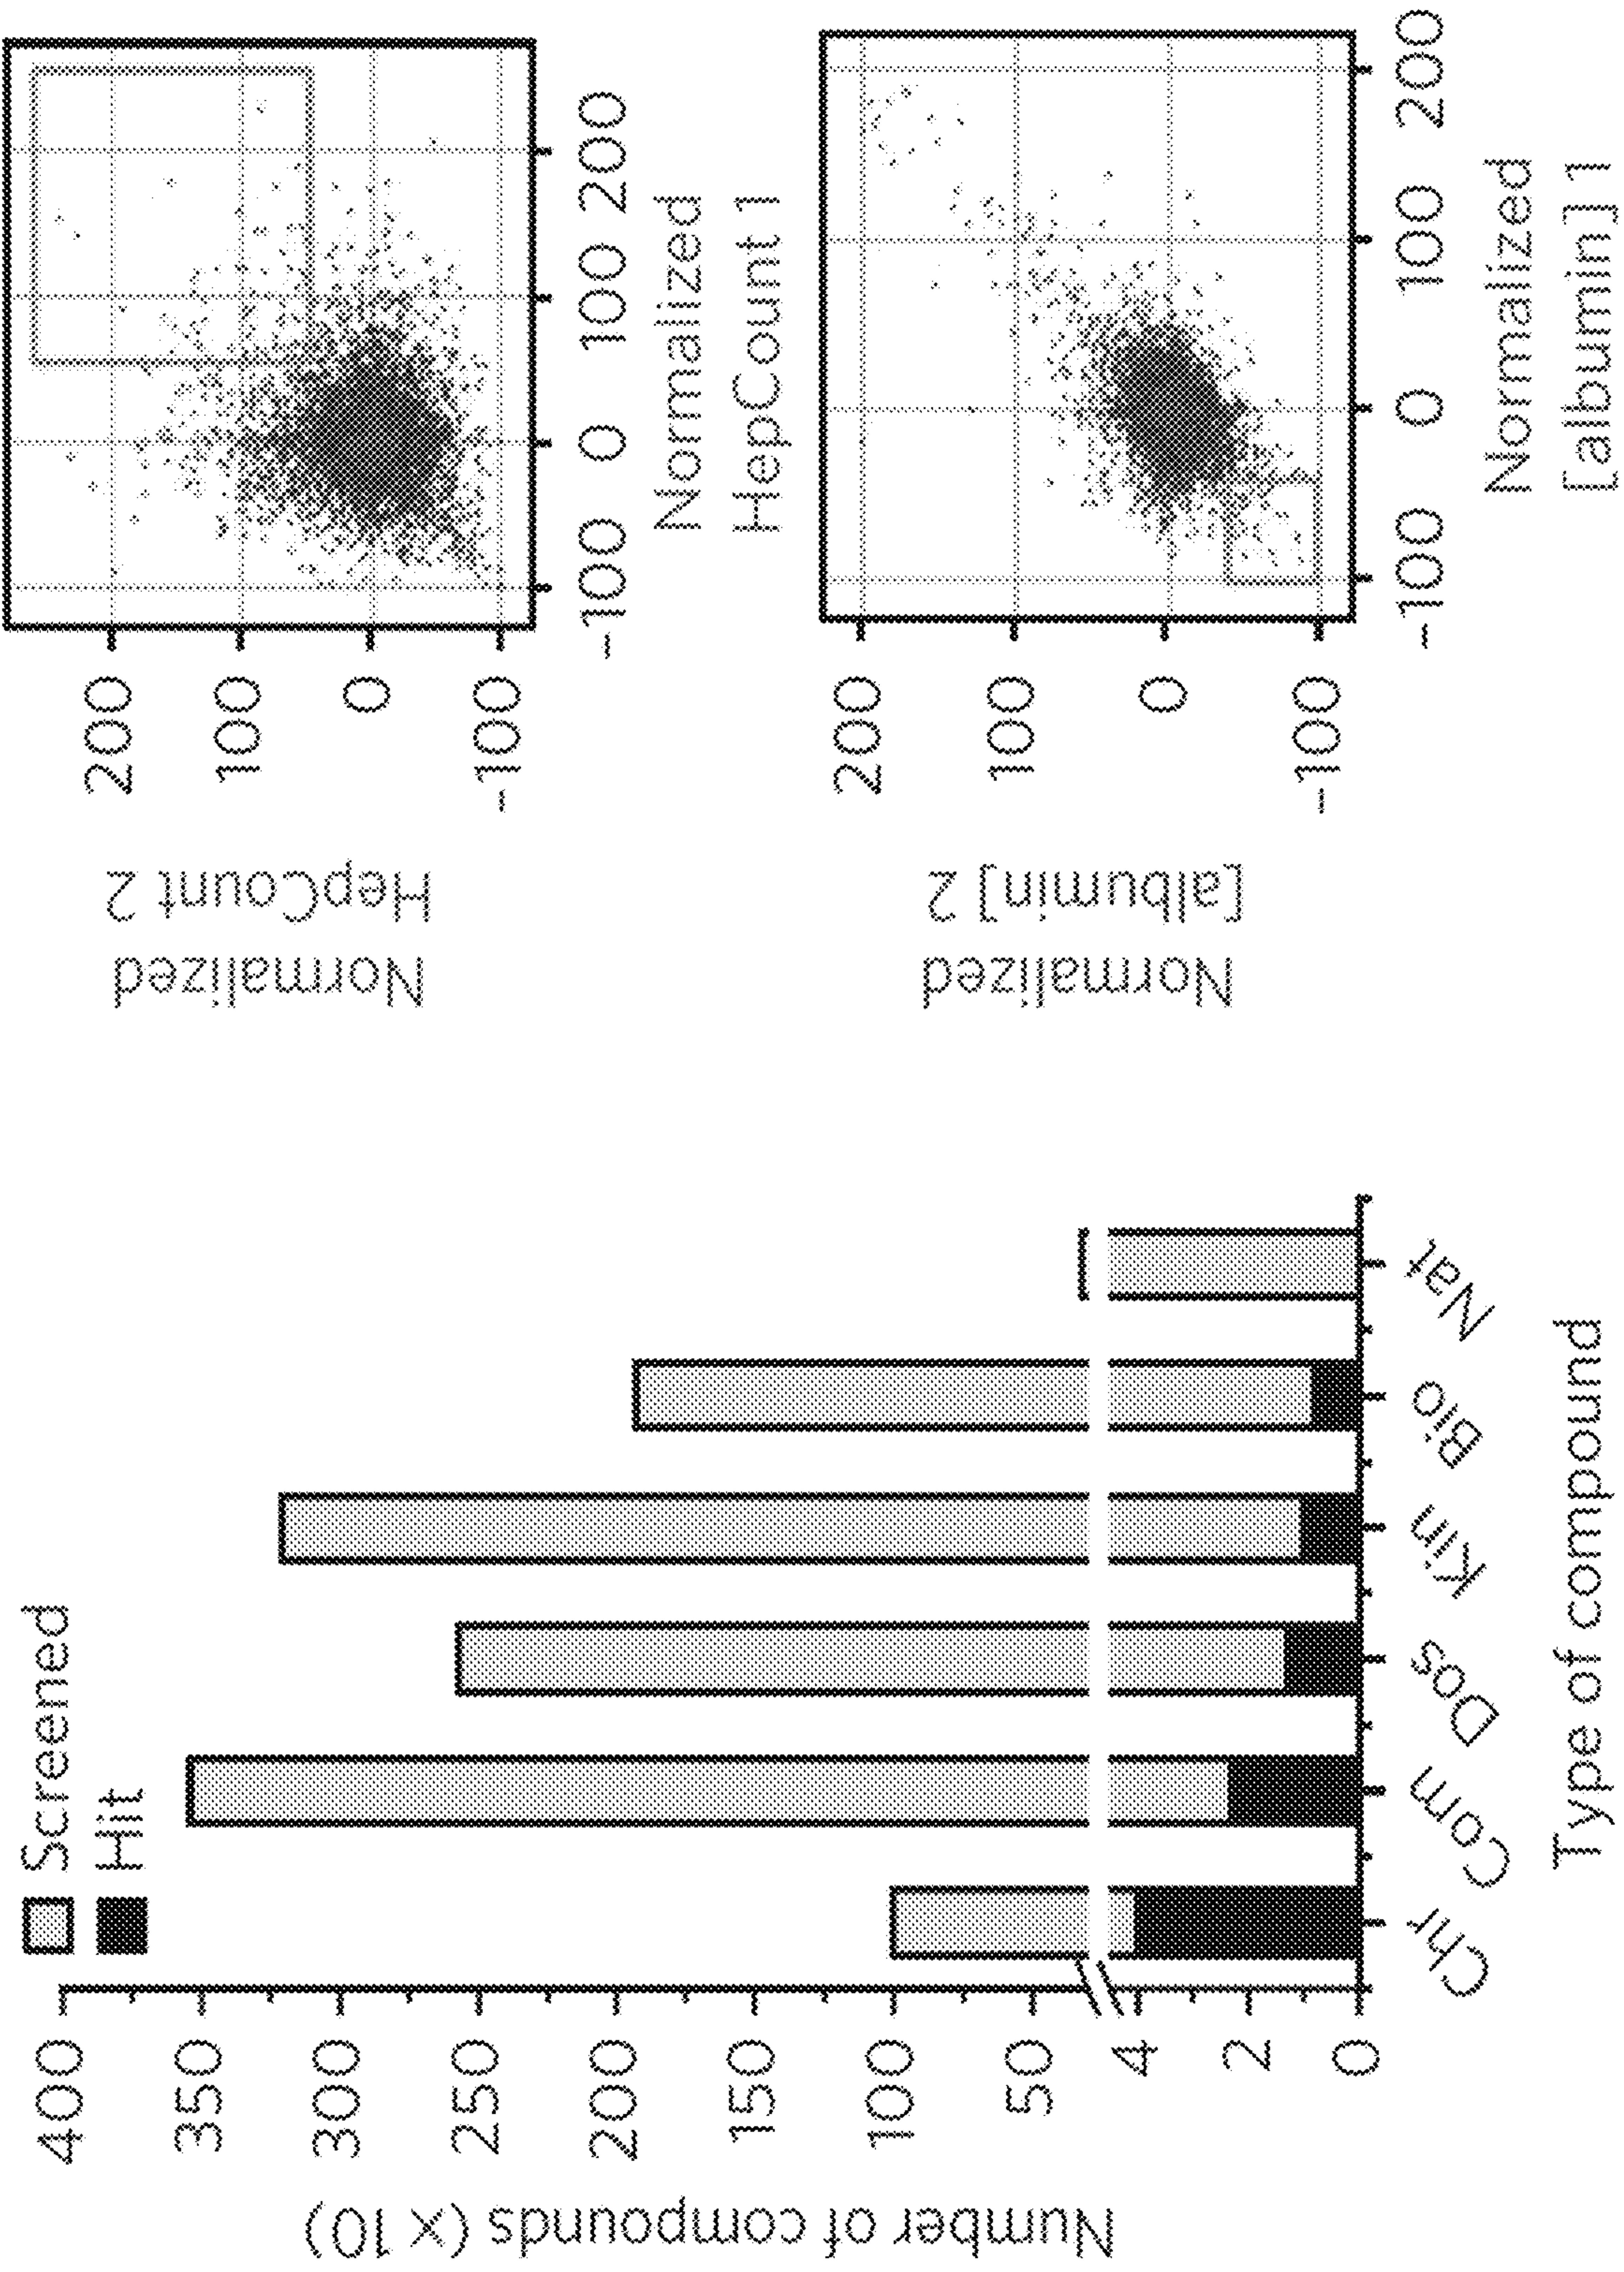 Screened
Hit
400
350
300
250
200
150
100
50
4
2
0
Number of compounds (x 10)
Chr
Com
Dos
Kin
Bio
Nat
Type of compound
Normalized
HepCount 2
200
100
0
-100
-100
0
100
200
Normalized
HepCount 1
Normalized
[albumin] 2
200
100
0
-100
-100
0
100
200
Normalized
[albumin] 1